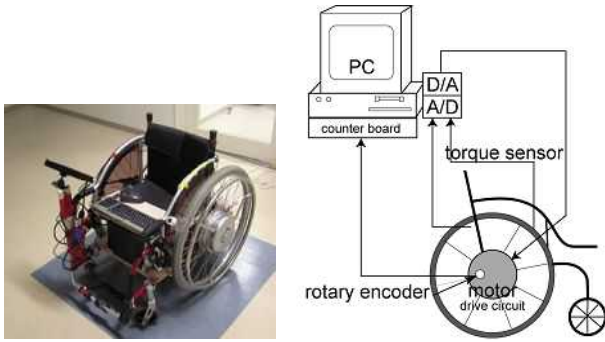 PC
D/A
A/D
counter board
torque sensor
rotary encoder
motor
drive circuit